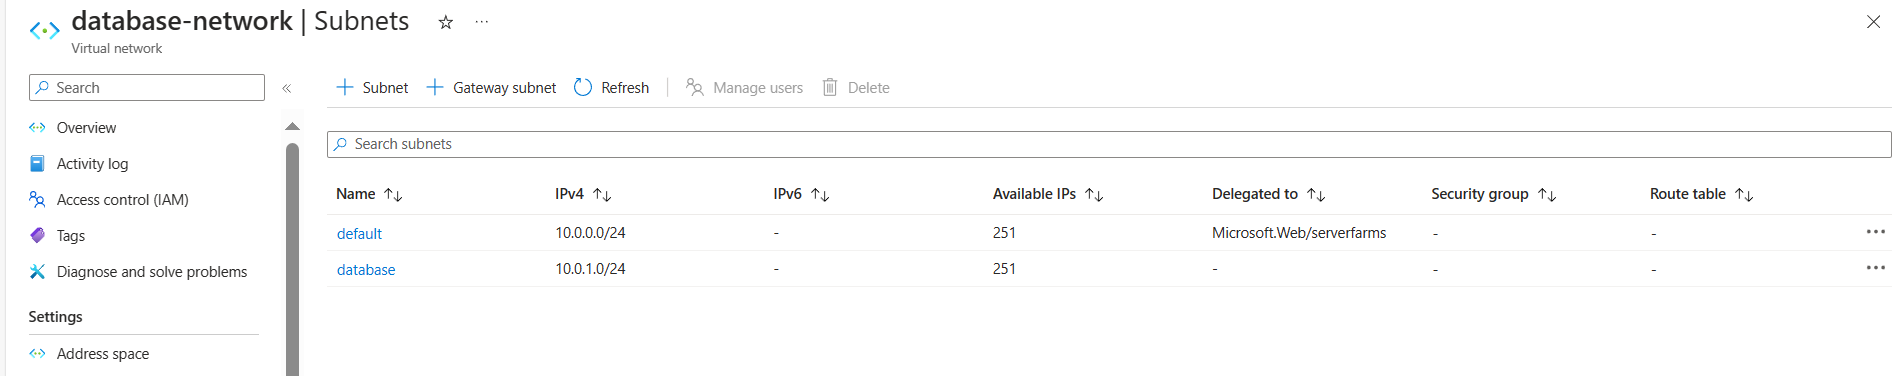 database-network | Subnets ☆ ···
Virtual network
Search «
+ Subnet + Gateway subnet Refresh | Manage users Delete
Overview
Activity log
Access control (IAM)
Tags
Diagnose and solve problems
Settings
Address space
Search subnets
Name ↑↓ IPv4 ↑↓ IPv6 ↑↓ Available IPs ↑↓ Delegated to ↑↓ Security group ↑↓ Route table ↑↓
default 10.0.0.0/24 - 251 Microsoft.Web/serverfarms - - ···
database 10.0.1.0/24 - 251 - - - ···